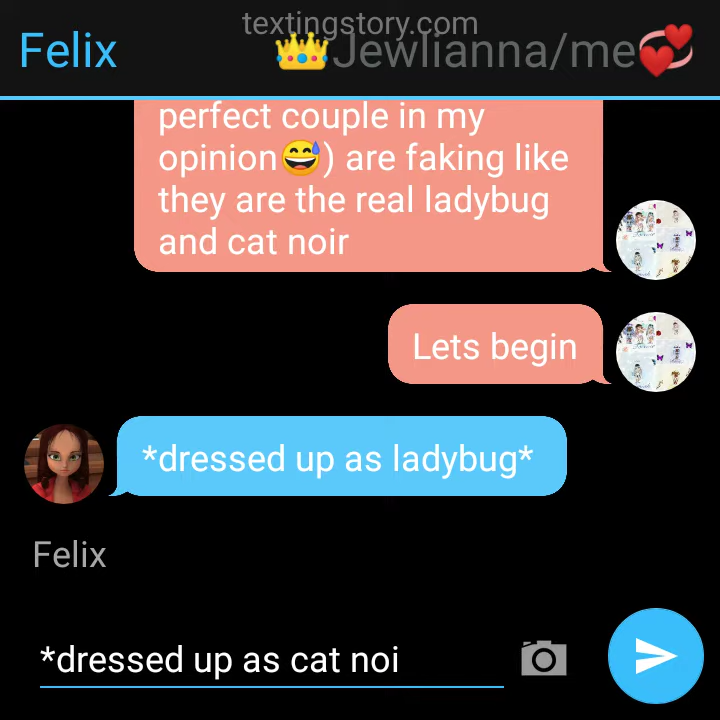 textingstory.com
Felix
👑Jewlianna/me💞
perfect couple in my
opinion😅) are faking like
they are the real ladybug
and cat noir
Lets begin
*dressed up as ladybug*
Felix
*dressed up as cat noi